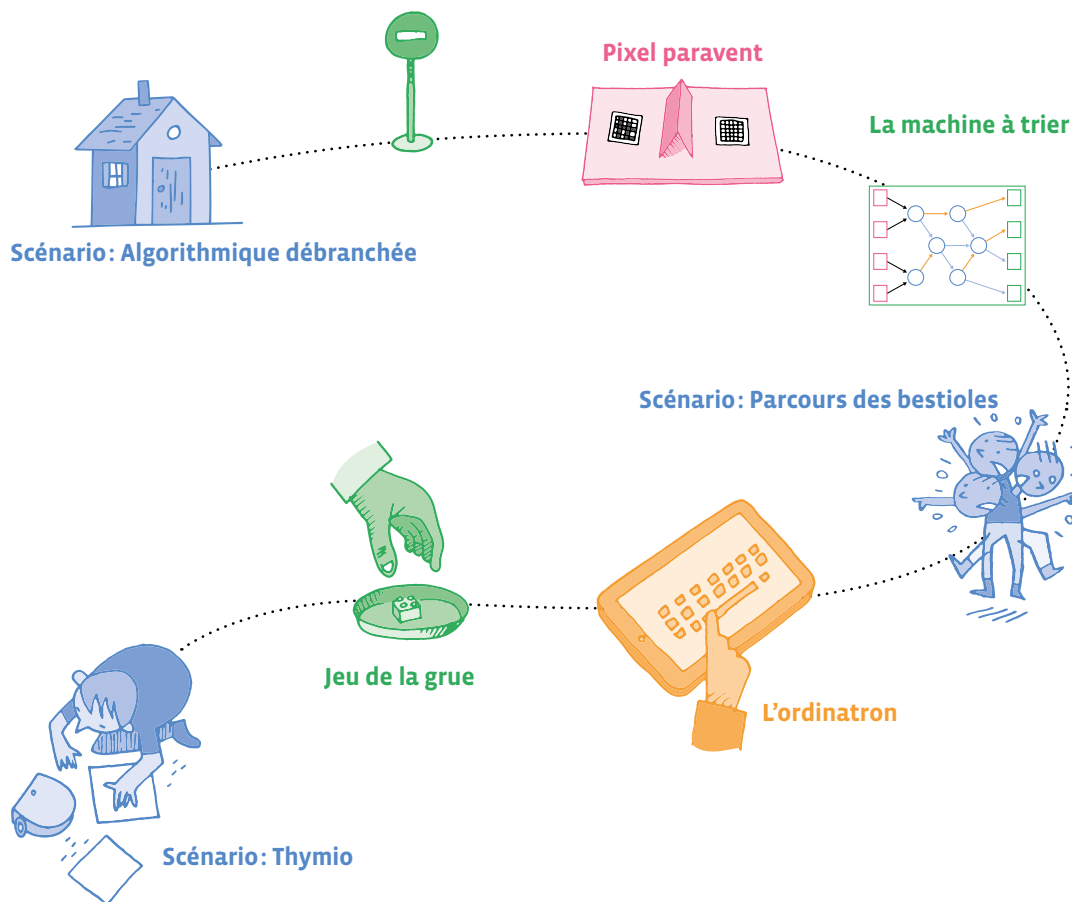 Pixel paravent
La machine à trier
Scénario: Algorithmique débranchée
Scénario: Parcours des bestioles
Jeu de la grue
L'ordinatron
Scénario: Thymio